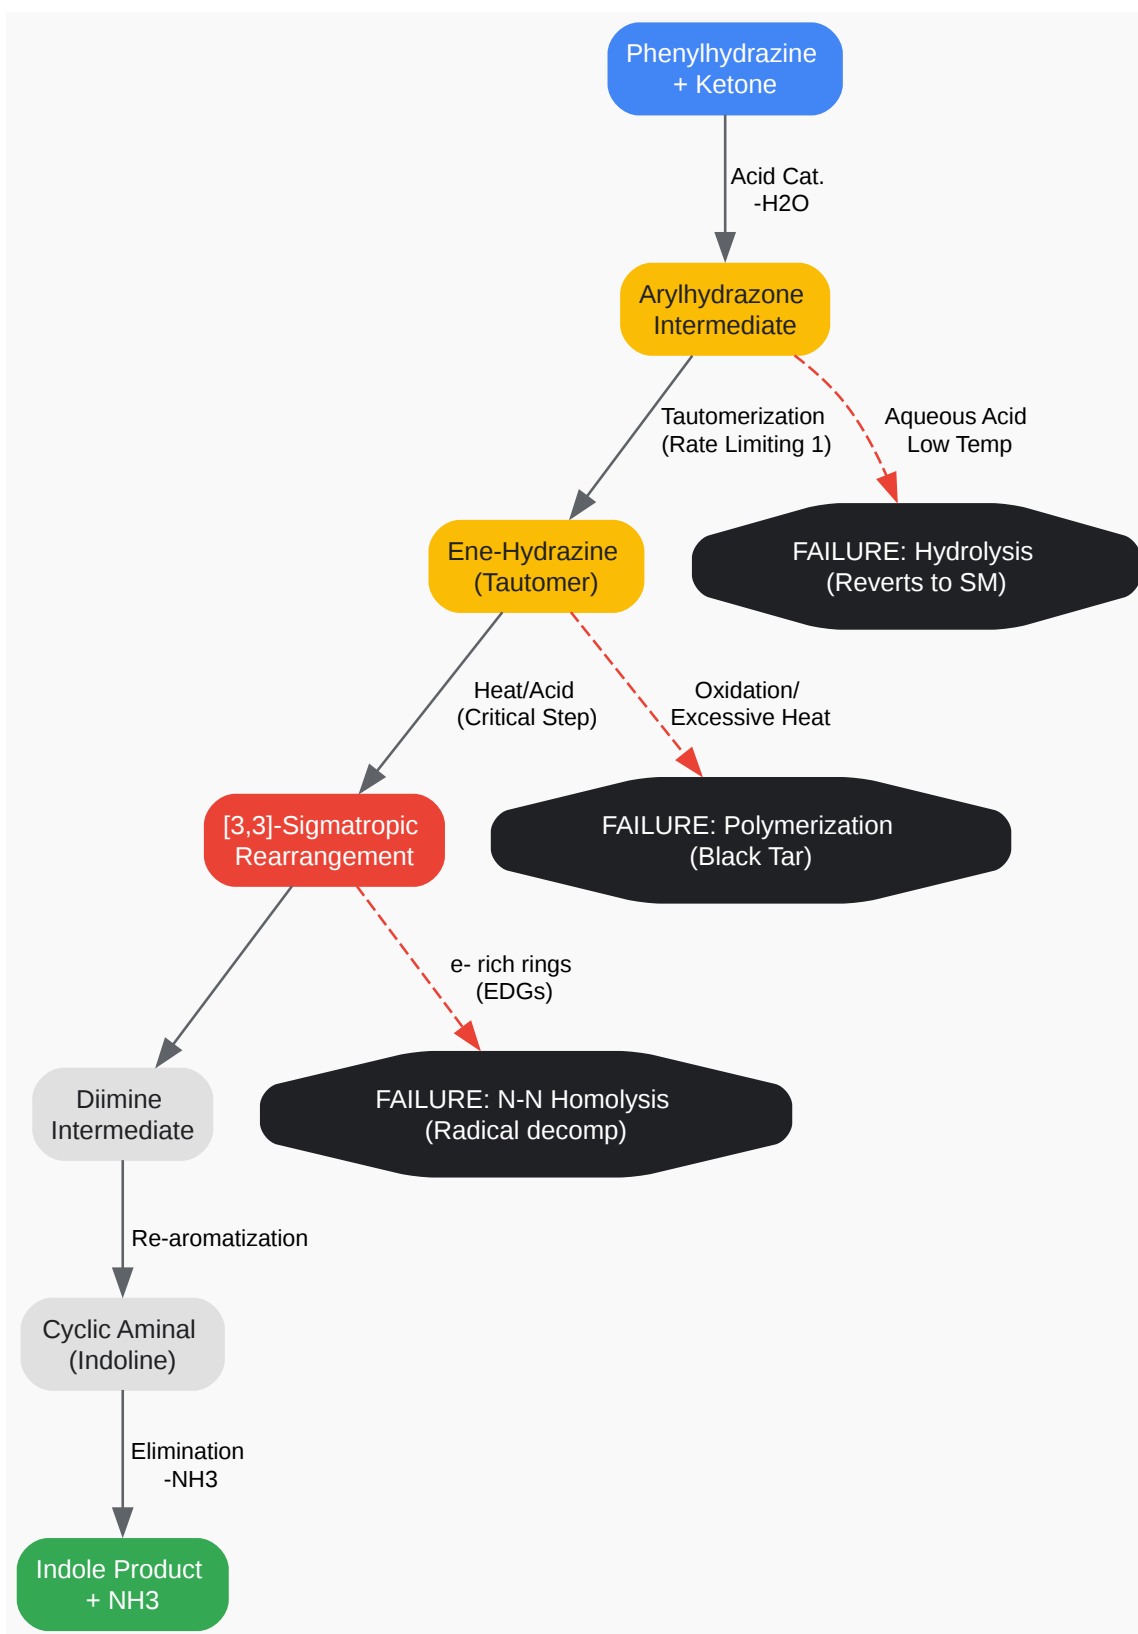 Phenylhydrazine
+ Ketone
Acid Cat.
-H2O
Arylhydrazone
Intermediate
Tautomerization
(Rate Limiting 1)
Aqueous Acid
Low Temp
Ene-Hydrazine
(Tautomer)
FAILURE: Hydrolysis
(Reverts to SM)
Heat/Acid
(Critical Step)
Oxidation/
Excessive Heat
[3,3]-Sigmatropic
Rearrangement
FAILURE: Polymerization
(Black Tar)
e- rich rings
(EDGs)
Diimine
Intermediate
FAILURE: N-N Homolysis
(Radical decomp)
Re-aromatization
Cyclic Aminal
(Indoline)
Elimination
-NH3
Indole Product
+ NH3